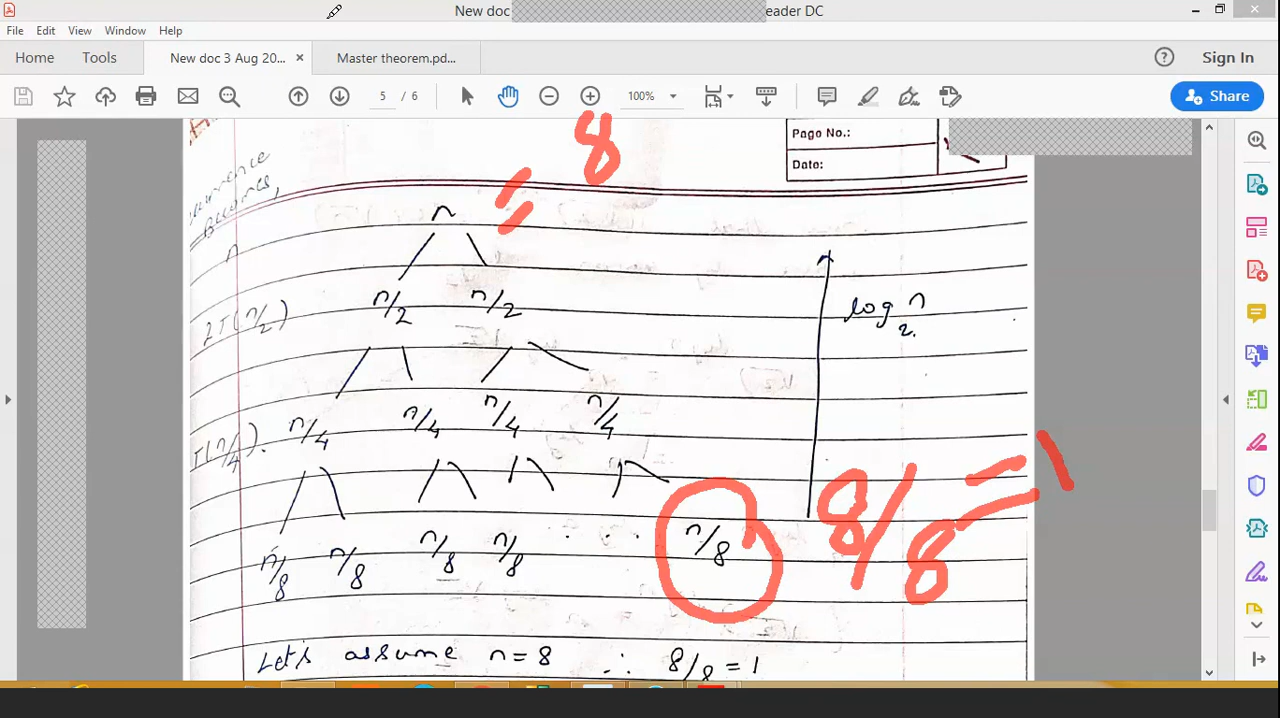 New doc
eader DC
File Edit View Window Help
Home Tools New doc 3 Aug 20... × Master theorem.pd... Sign In
5 / 6 100% Share
Page No.:
Date:
= 8
n
n
n/2 n/2
log₂ n
2T(n/2)
n/4 n/4 n/4 n/4
T(n/4).
n/8 n/8 n/8 n/8 . . . n/8
8/8 = 1
Let's assume n = 8 ∴ 8/8 = 1